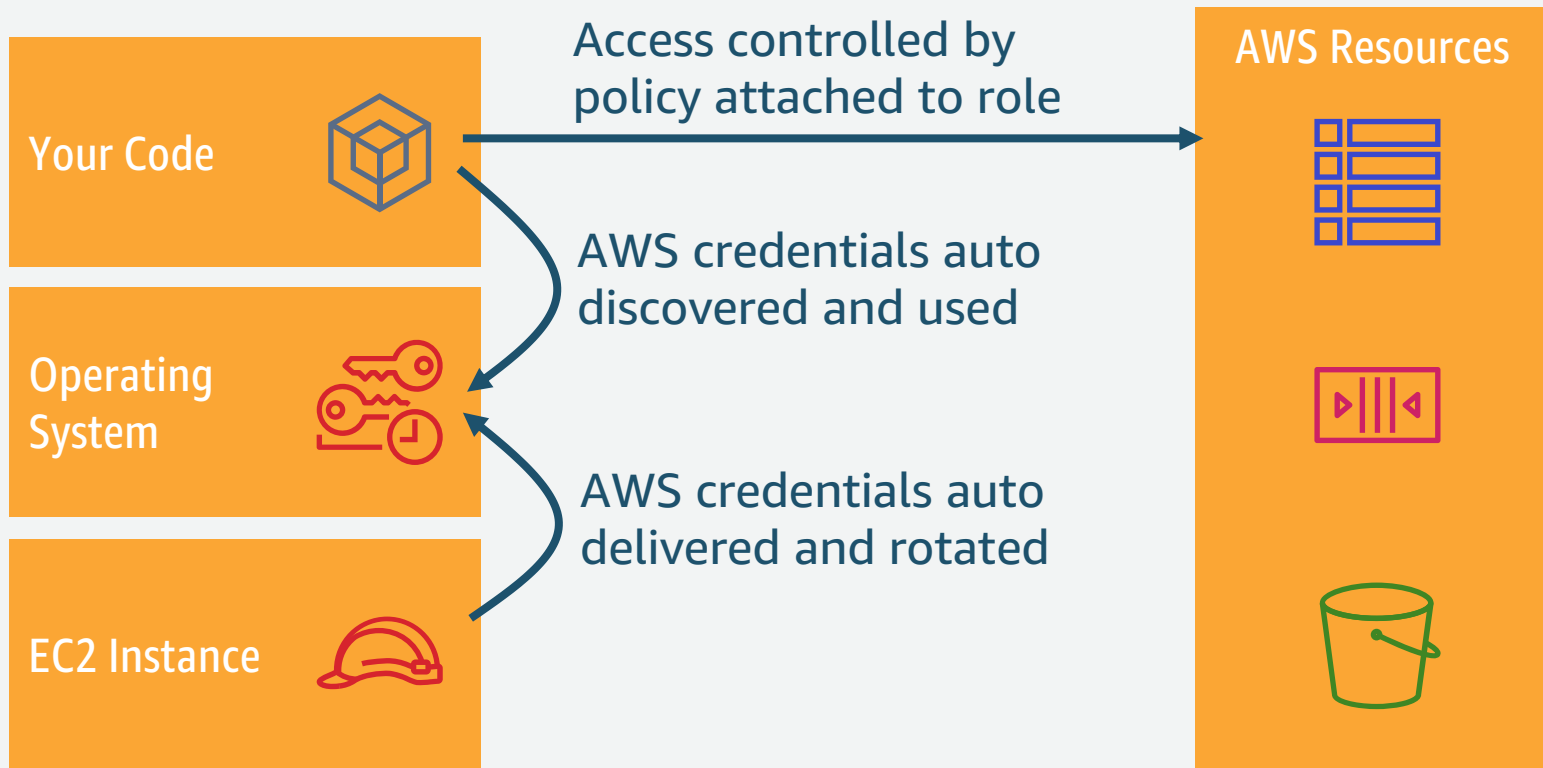 Your Code
Access controlled by
policy attached to role
AWS Resources
AWS credentials auto
discovered and used
Operating
System
AWS credentials auto
delivered and rotated
EC2 Instance